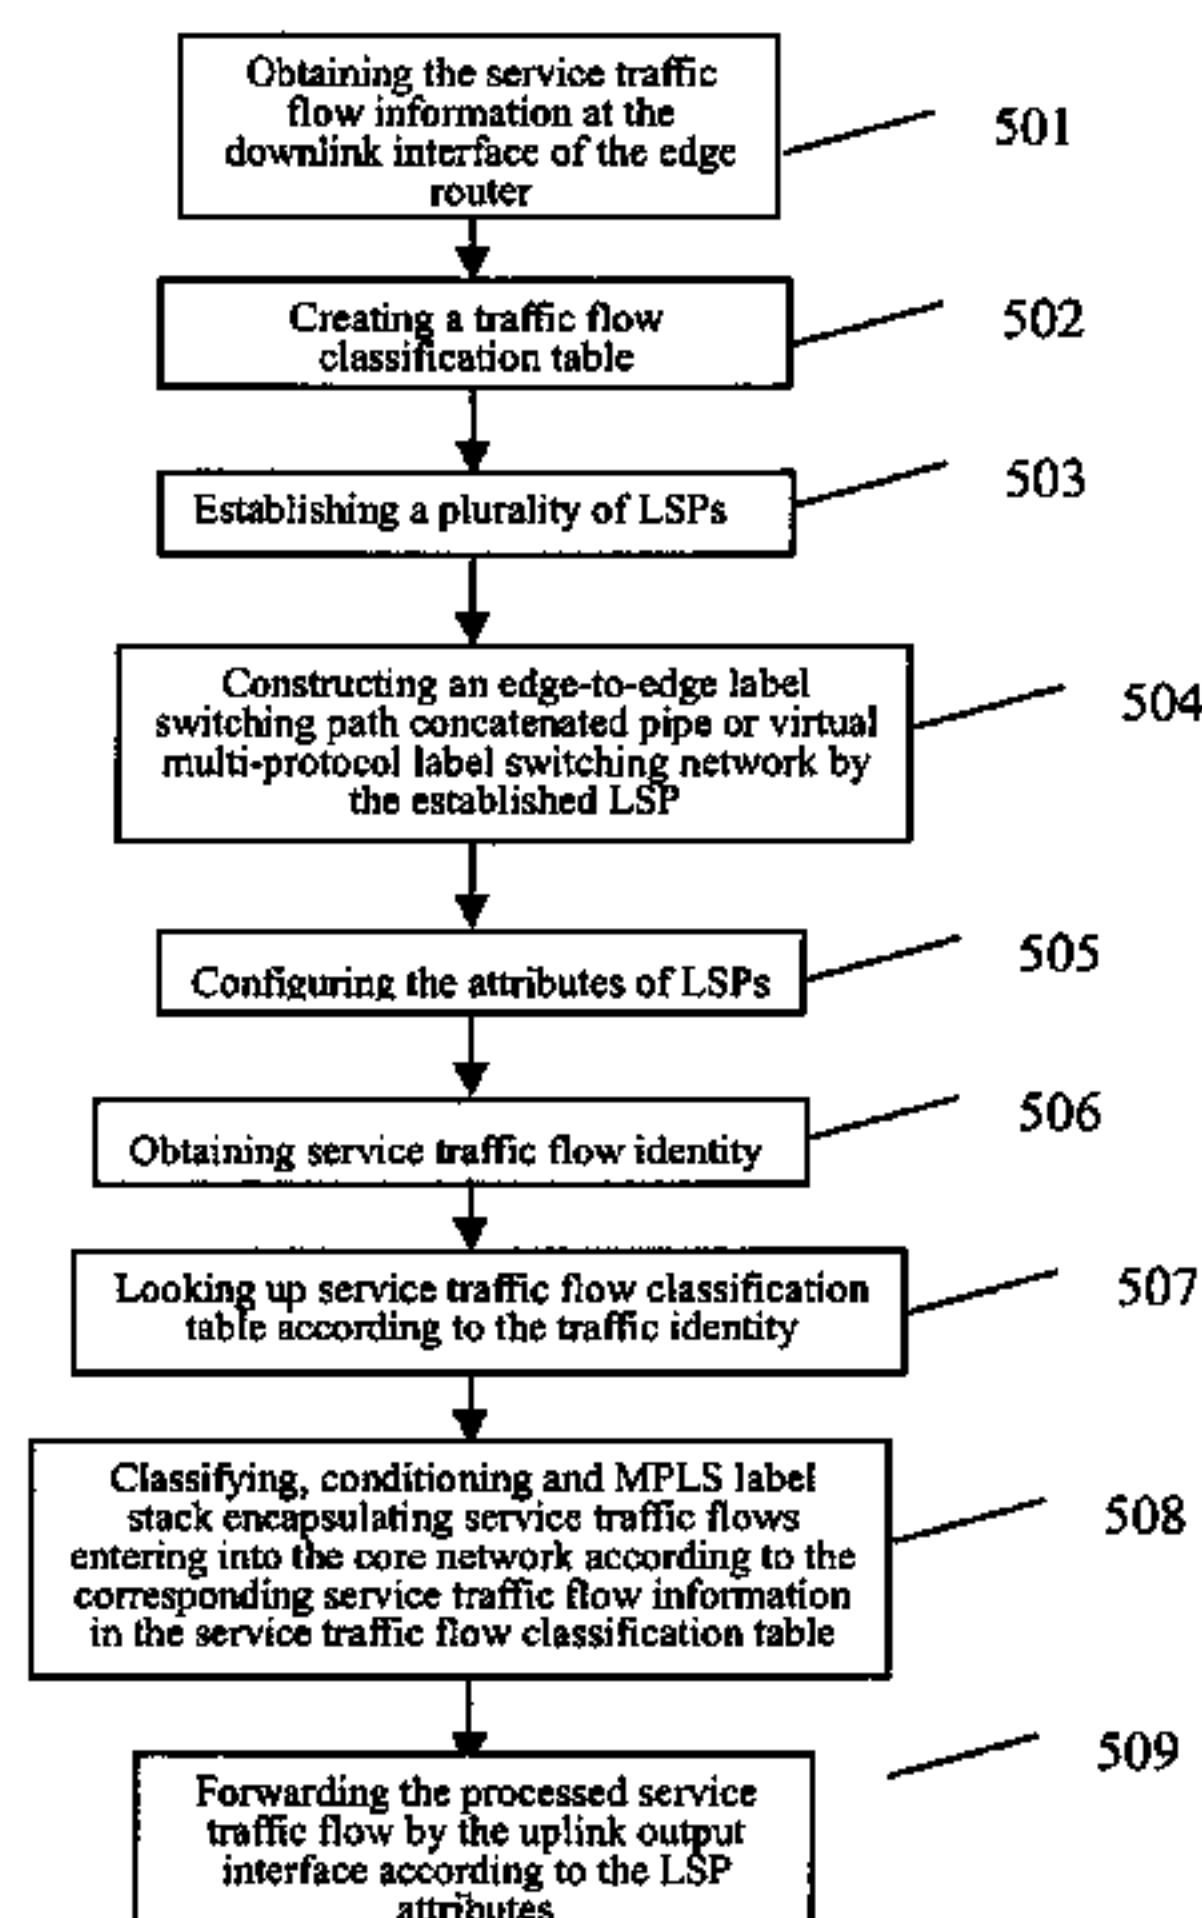 Obtaining the service traffic
flow information at the
downlink interface of the edge
router
501
Creating a traffic flow
classification table
502
Establishing a plurality of LSPs
503
Constructing an edge-to-edge label
switching path concatenated pipe or virtual
multi-protocol label switching network by
the established LSP
504
Configuring the attributes of LSPs
505
Obtaining service traffic flow identity
506
Looking up service traffic flow classification
table according to the traffic identity
507
Classifying, conditioning and MPLS label
stack encapsulating service traffic flows
entering into the core network according to the
corresponding service traffic flow information
in the service traffic flow classification table
508
Forwarding the processed service
traffic flow by the uplink output
interface according to the LSP
attributes
509